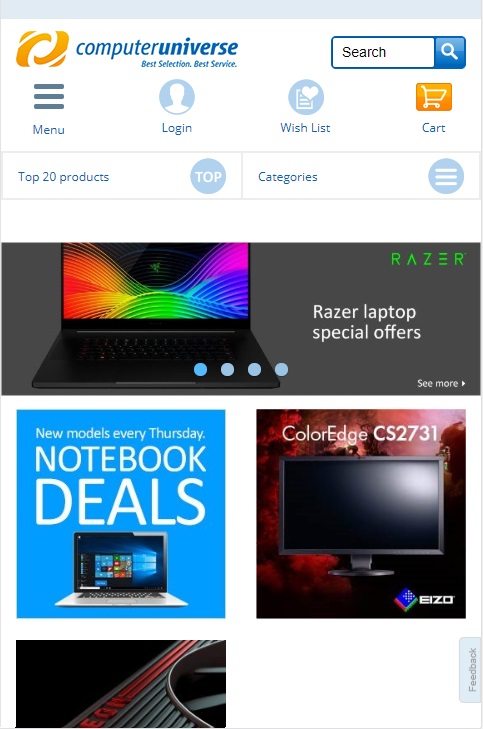 computeruniverse
Best Selection. Best Service.
Search
Menu
Login
Wish List
Cart
Top 20 products
TOP
Categories
RAZER
Razer laptop
special offers
See more
New models every Thursday.
NOTEBOOK
DEALS
ColorEdge CS2731
EIZO
Feedback